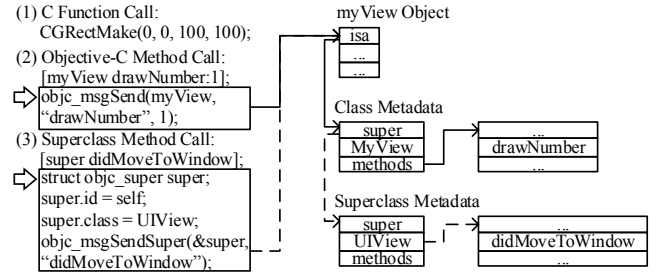 (1) C Function Call:
CGRectMake(0, 0, 100, 100);
(2) Objective-C Method Call:
[myView drawNumber:1];
objc_msgSend(myView,
“drawNumber”, 1);
(3) Superclass Method Call:
[super didMoveToWindow];
struct objc_super super;
super.id = self;
super.class = UIView;
objc_msgSendSuper(&super,
“didMoveToWindow”);
myView Object
isa
...
...
Class Metadata
super
MyView
methods
...
drawNumber
...
Superclass Metadata
super
UIView
methods
...
didMoveToWindow
...